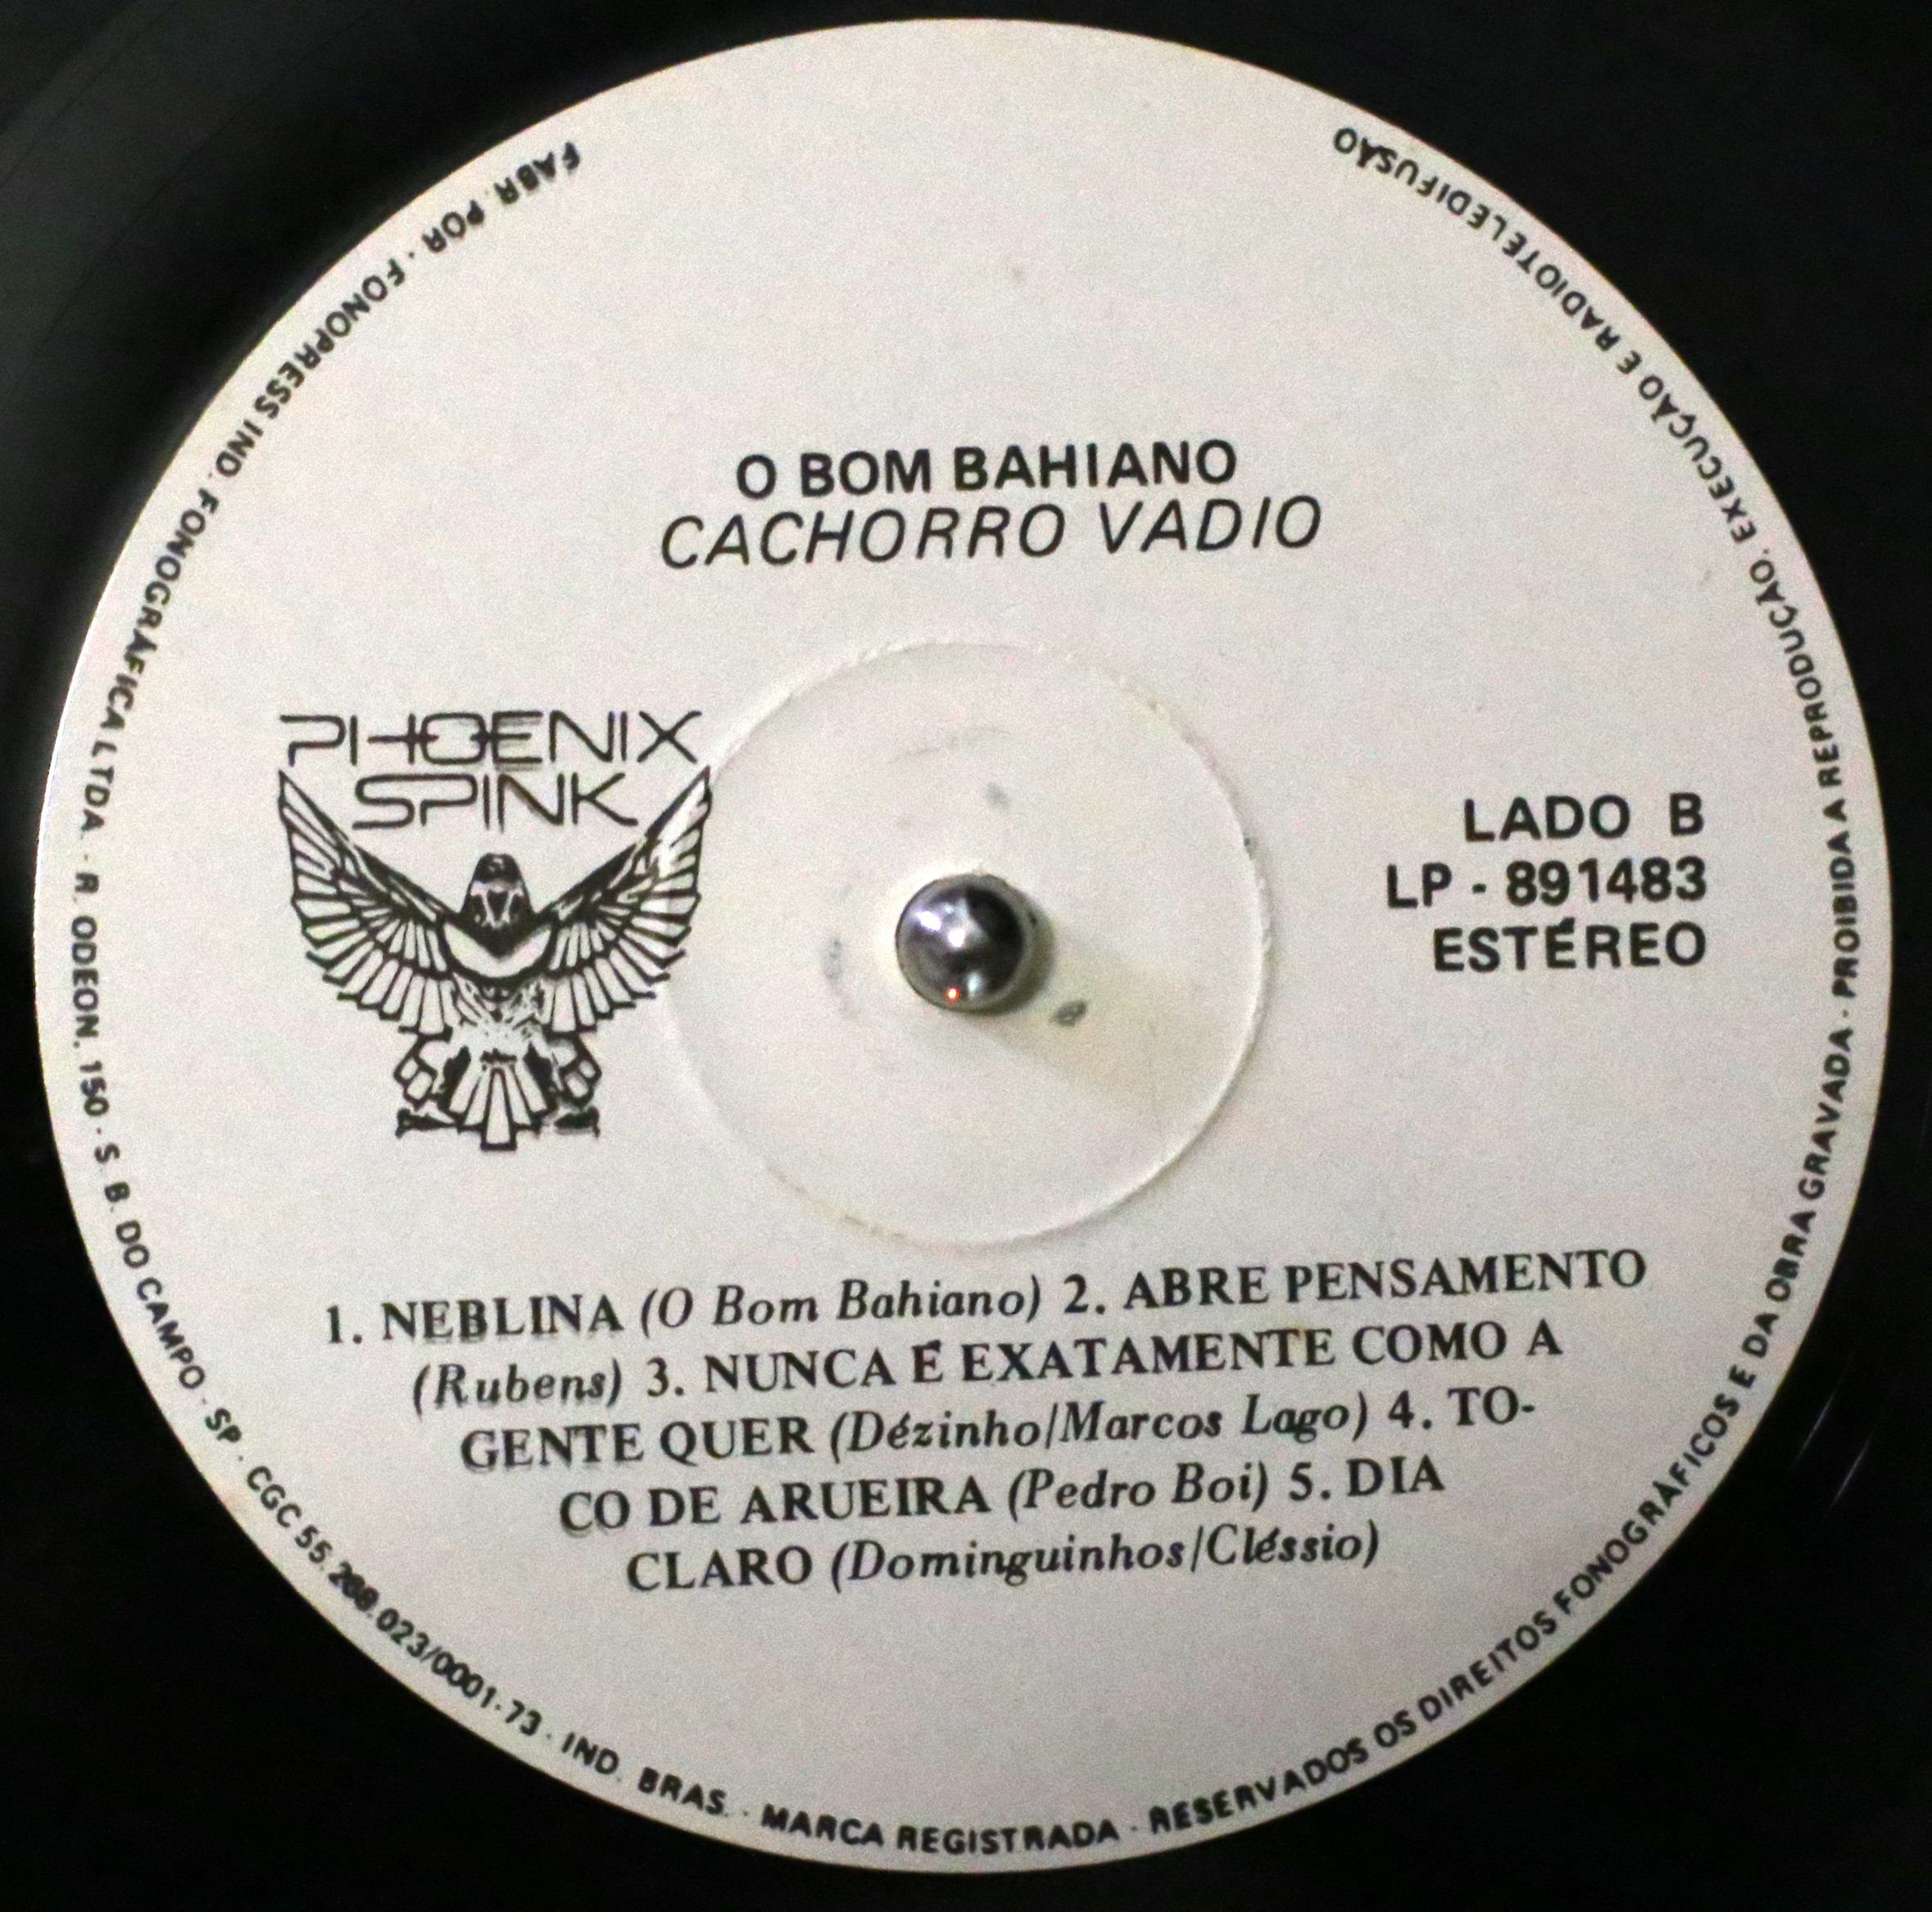 O BOM BAHIANO
CACHORRO VADIO
PHOENIX
SPINK
LADO B
LP - 891483
ESTÉREO
1. NEBLINA (O Bom Bahiano) 2. ABRE PENSAMENTO
(Rubens) 3. NUNCA É EXATAMENTE COMO A
GENTE QUER (Dézinho/Marcos Lago) 4. TO-
CO DE ARUEIRA (Pedro Boi) 5. DIA
CLARO (Dominguinhos/Cléssio)
FABR. POR · FONOPRESS IND. FONOGRÁFICA LTDA. · R. ODEON, 150 · S. B. DO CAMPO · SP · CGC 023/0001-73 · IND. BRAS. · MARCA REGISTRADA · RESERVADOS OS DIREITOS FONOGRÁFICOS E DA OBRA GRAVADA · PROIBIDA A REPRODUÇÃO, EXECUÇÃO E RADIOTELEDIFUSÃO